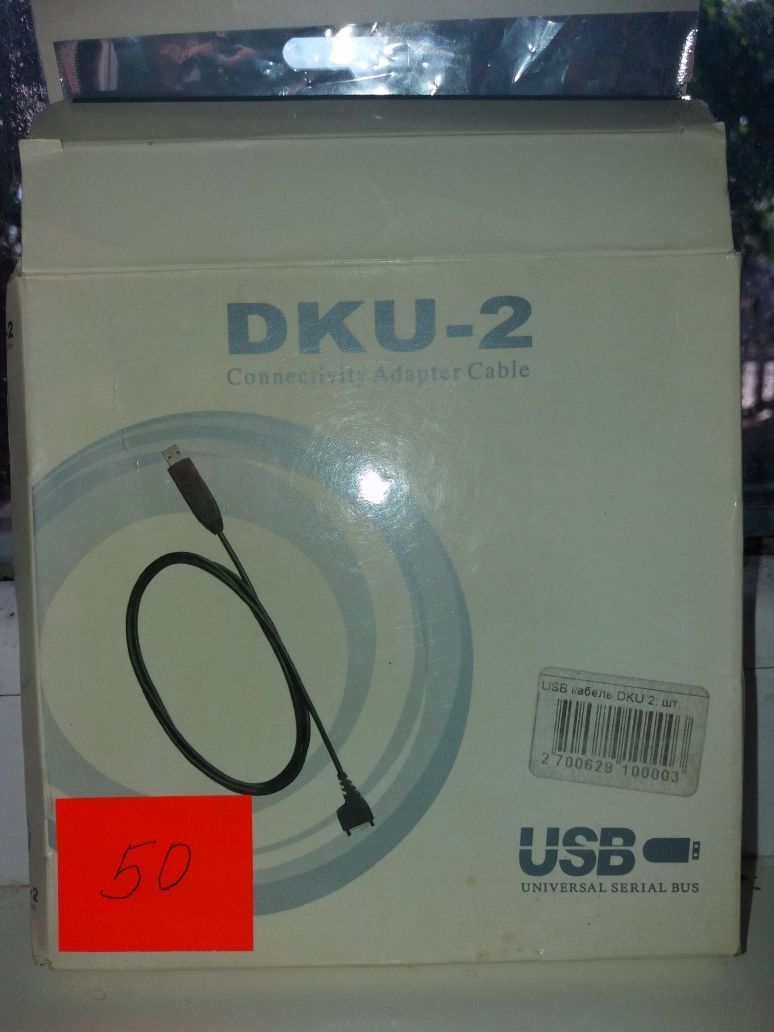 DKU-2
Connectivity Adapter Cable
USB кабель DKU 2; шт.
2 700629 100003
USB
UNIVERSAL SERIAL BUS
50